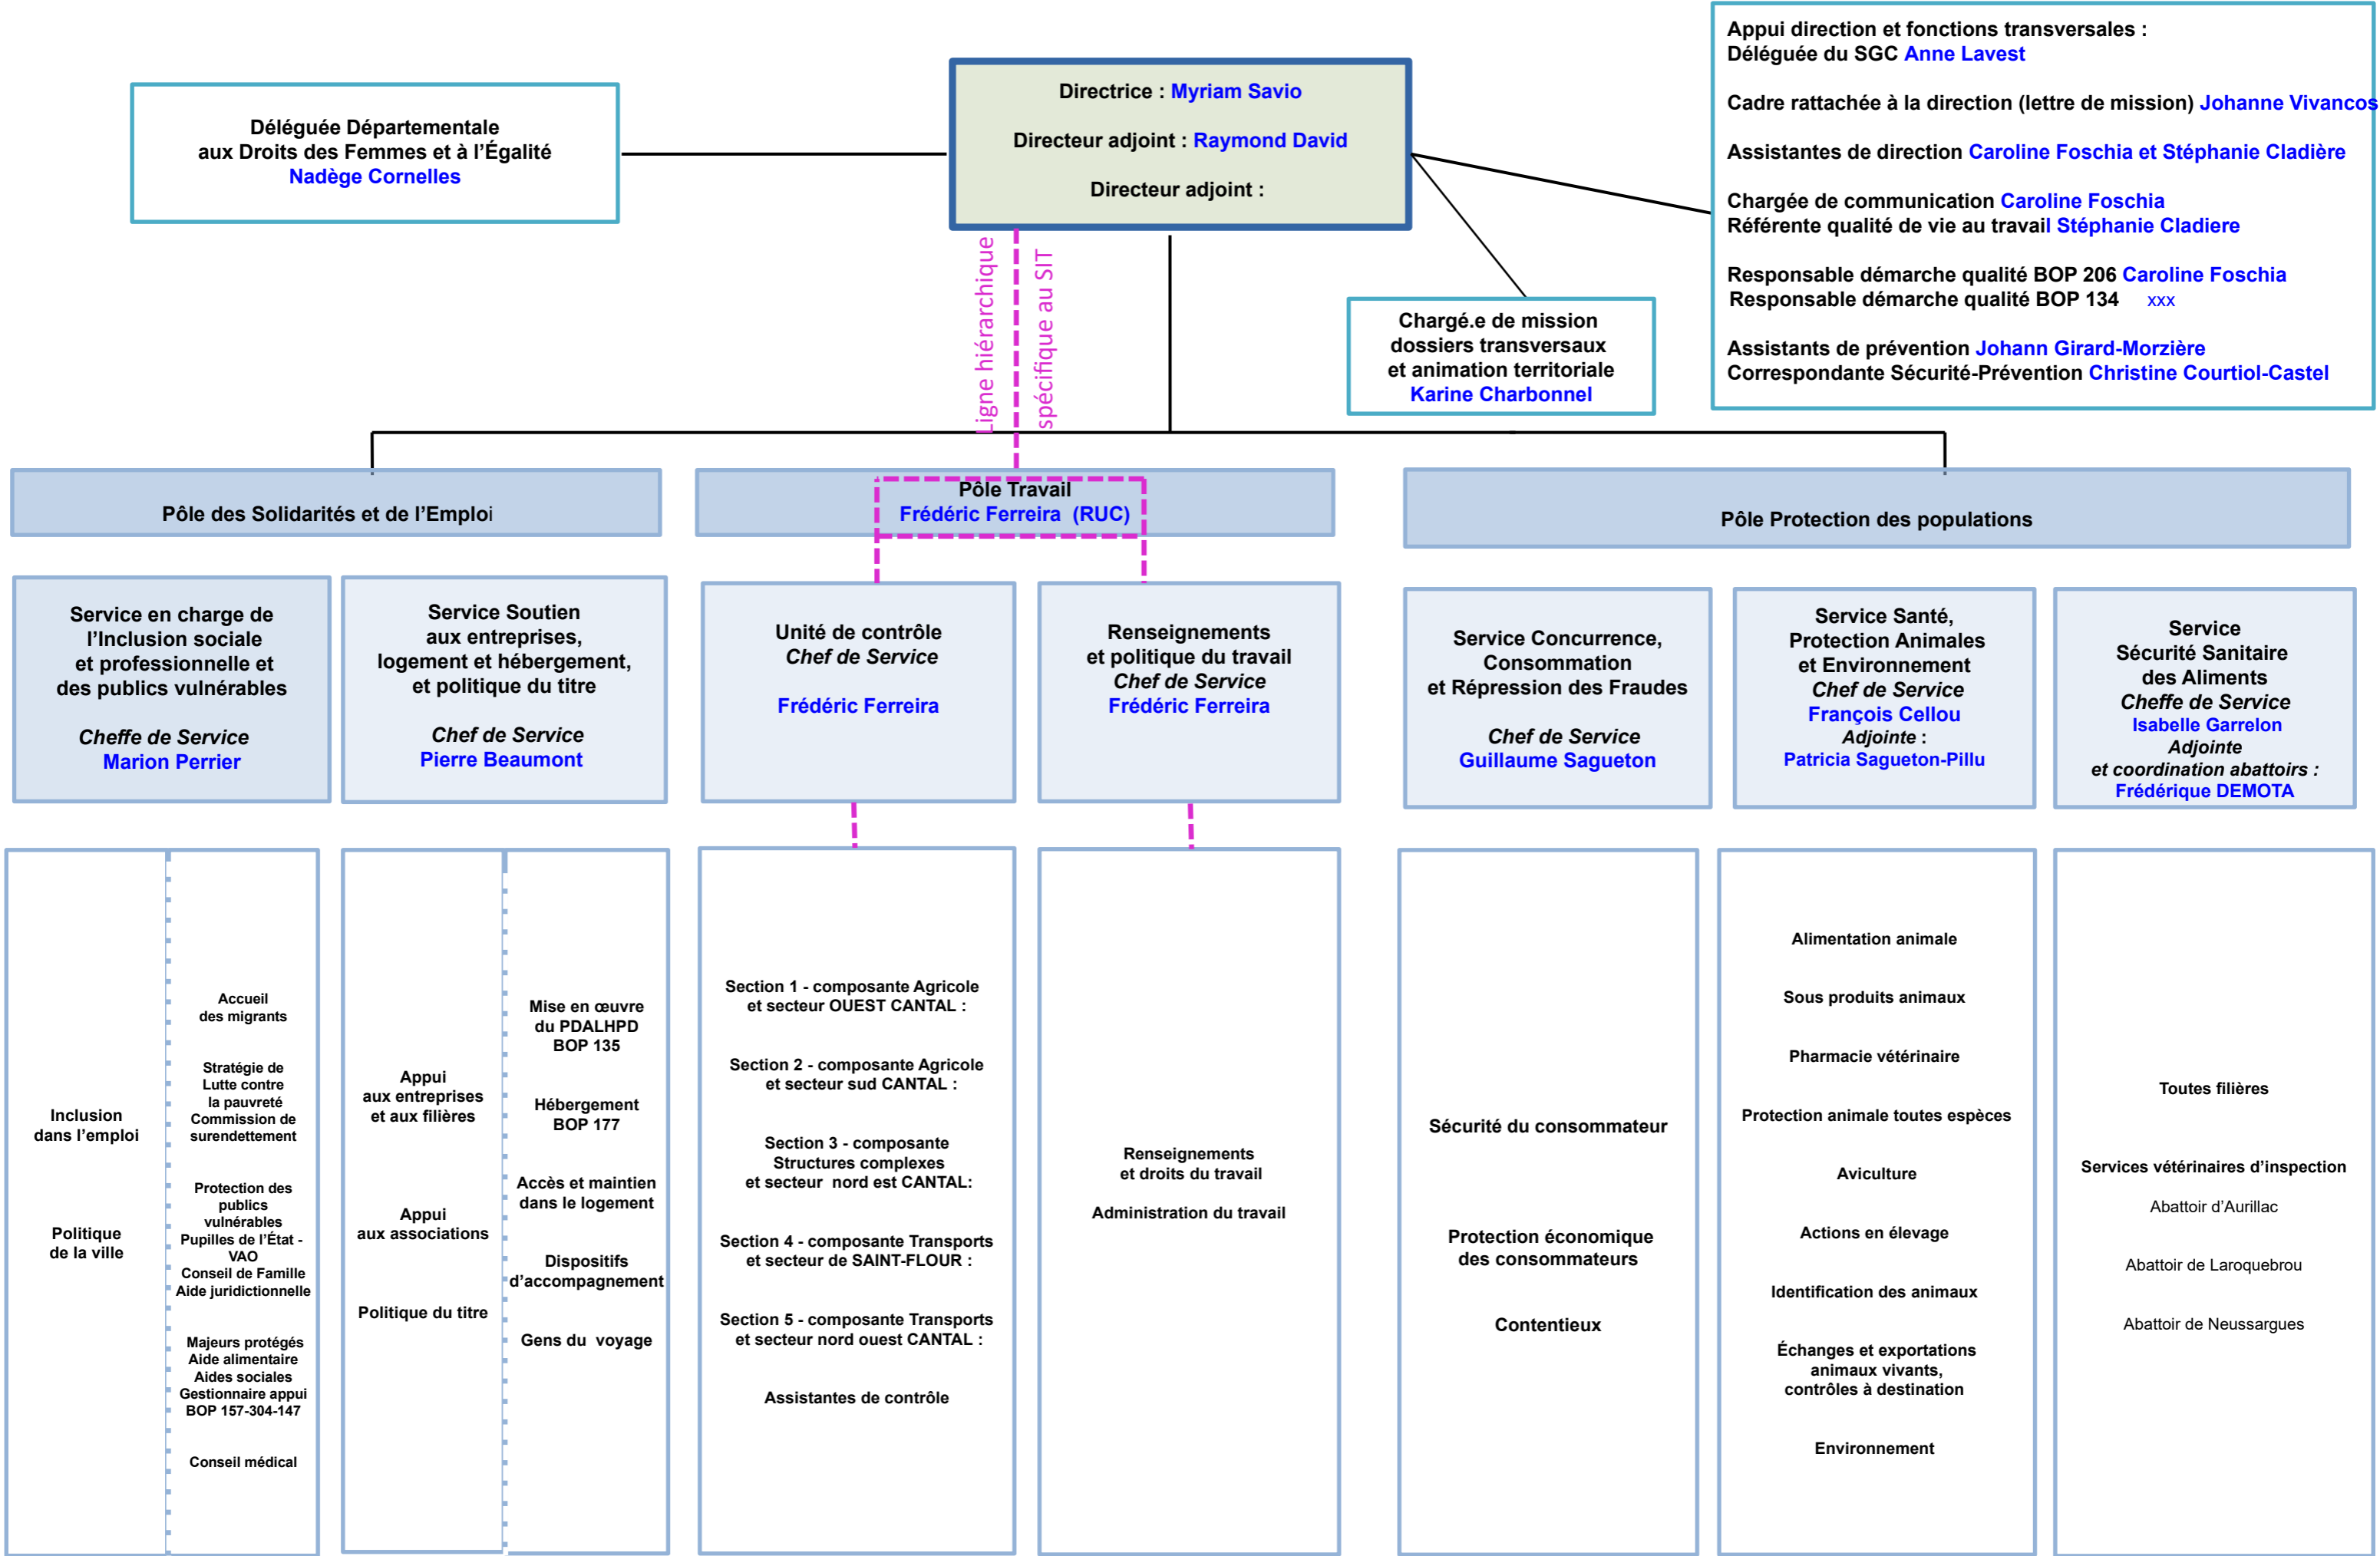 Appui direction et fonctions transversales :
Déléguée du SGC Anne Lavest
Cadre rattachée à la direction (lettre de mission) Johanne Vivancos
Assistantes de direction Caroline Foschia et Stéphanie Cladière
Chargée de communication Caroline Foschia
Référente qualité de vie au travail Stéphanie Cladiere
Responsable démarche qualité BOP 206 Caroline Foschia
Responsable démarche qualité BOP 134 xxx
Assistants de prévention Johann Girard-Morzière
Correspondante Sécurité-Prévention Christine Courtiol-Castel
Directrice : Myriam Savio
Directeur adjoint : Raymond David
Directeur adjoint :
Déléguée Départementale
aux Droits des Femmes et à l'Égalité
Nadège Cornelles
Ligne hiérarchique
spécifique au SIT
Chargé.e de mission
dossiers transversaux
et animation territoriale
Karine Charbonnel
Pôle des Solidarités et de l'Emploi
Pôle Travail
Frédéric Ferreira (RUC)
Pôle Protection des populations
Service en charge de
l'Inclusion sociale
et professionnelle et
des publics vulnérables
Cheffe de Service
Marion Perrier
Service Soutien
aux entreprises,
logement et hébergement,
et politique du titre
Chef de Service
Pierre Beaumont
Unité de contrôle
Chef de Service
Frédéric Ferreira
Renseignements
et politique du travail
Chef de Service
Frédéric Ferreira
Service Concurrence,
Consommation
et Répression des Fraudes
Chef de Service
Guillaume Sagueton
Service Santé,
Protection Animales
et Environnement
Chef de Service
François Cellou
Adjointe :
Patricia Sagueton-Pillu
Service
Sécurité Sanitaire
des Aliments
Cheffe de Service
Isabelle Garrelon
Adjointe
et coordination abattoirs :
Frédérique DEMOTA
Inclusion
dans l'emploi
Politique
de la ville
Accueil
des migrants
Stratégie de
Lutte contre
la pauvreté
Commission de
surendettement
Protection des
publics
vulnérables
Pupilles de l'État -
VAO
Conseil de Famille
Aide juridictionnelle
Majeurs protégés
Aide alimentaire
Aides sociales
Gestionnaire appui
BOP 157-304-147
Conseil médical
Appui
aux entreprises
et aux filières
Appui
aux associations
Politique du titre
Mise en œuvre
du PDALHPD
BOP 135
Hébergement
BOP 177
Accès et maintien
dans le logement
Dispositifs
d'accompagnement
Gens du voyage
Section 1 - composante Agricole
et secteur OUEST CANTAL :
Section 2 - composante Agricole
et secteur sud CANTAL :
Section 3 - composante
Structures complexes
et secteur nord est CANTAL:
Section 4 - composante Transports
et secteur de SAINT-FLOUR :
Section 5 - composante Transports
et secteur nord ouest CANTAL :
Assistantes de contrôle
Renseignements
et droits du travail
Administration du travail
Sécurité du consommateur
Protection économique
des consommateurs
Contentieux
Alimentation animale
Sous produits animaux
Pharmacie vétérinaire
Protection animale toutes espèces
Aviculture
Actions en élevage
Identification des animaux
Échanges et exportations
animaux vivants,
contrôles à destination
Environnement
Toutes filières
Services vétérinaires d'inspection
Abattoir d'Aurillac
Abattoir de Laroquebrou
Abattoir de Neussargues